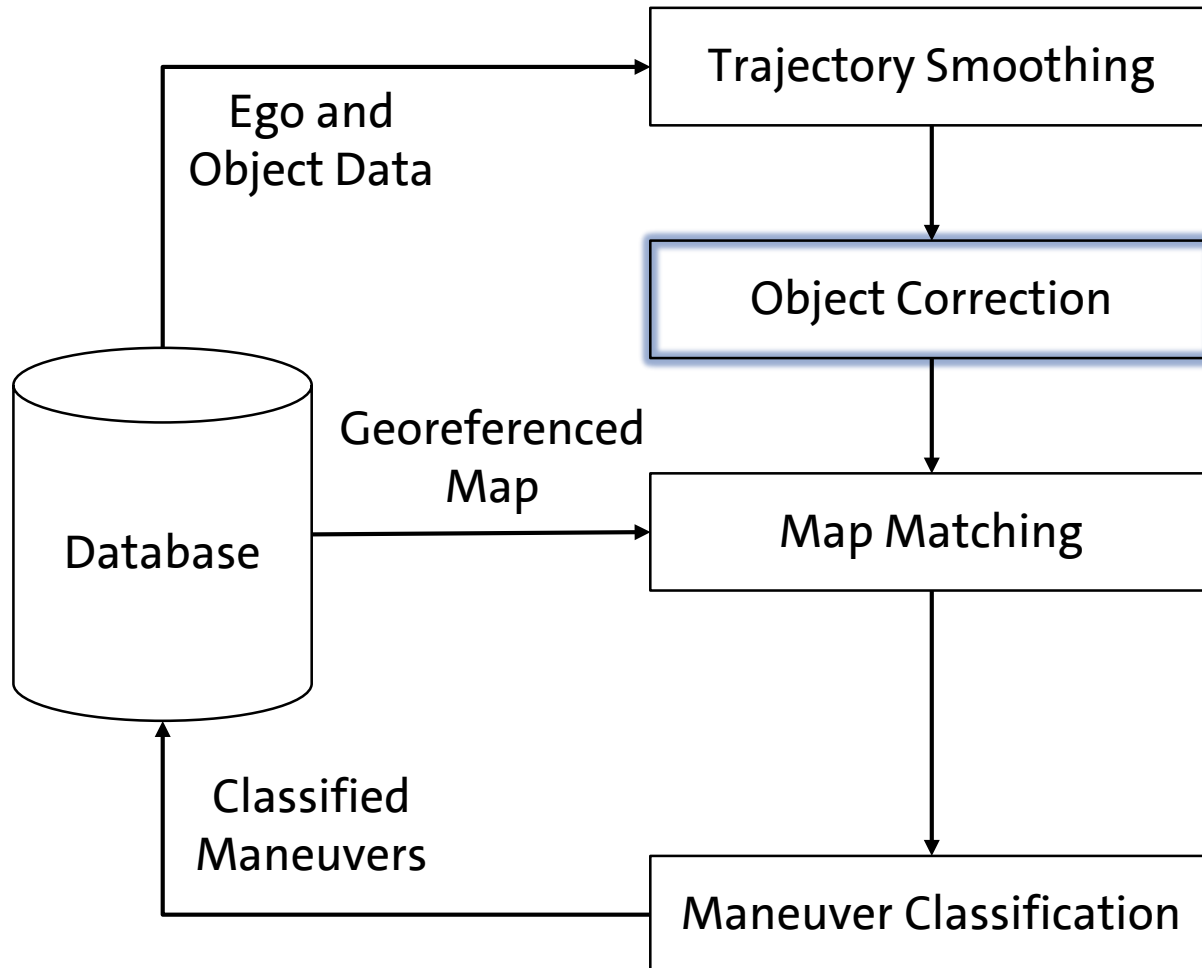 Trajectory Smoothing
Ego and
Object Data
Object Correction
Georeferenced
Map
Map Matching
Database
Classified
Maneuvers
Maneuver Classification